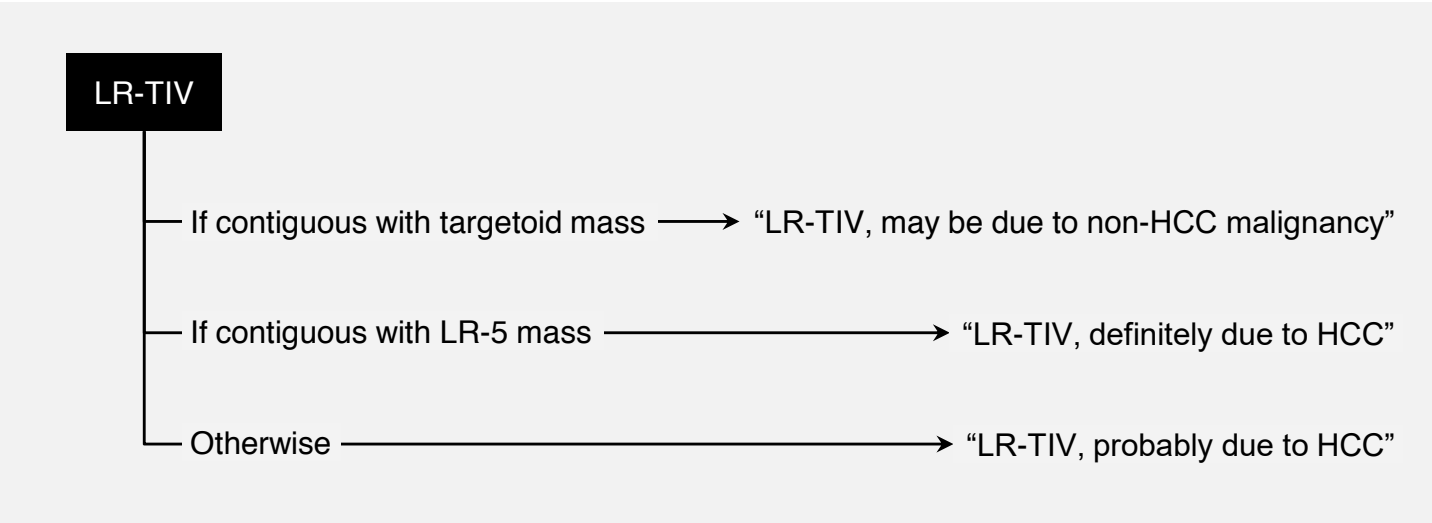 LR-TIV
If contiguous with targetoid mass “LR-TIV, may be due to non-HCC malignancy”
If contiguous with LR-5 mass “LR-TIV, definitely due to HCC”
Otherwise “LR-TIV, probably due to HCC”